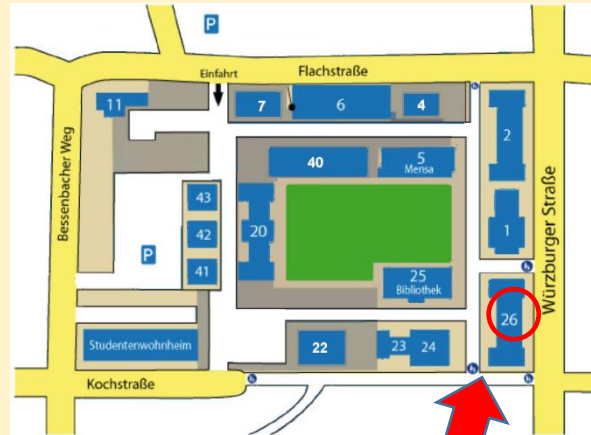 P
Einfahrt
Flachstraße
11
7
6
4
2
Bessenbacher Weg
40
5
Mensa
43
42
41
20
P
1
Würzburger Straße
25
Bibliothek
26
Studentenwohnheim
22
23
24
Kochstraße